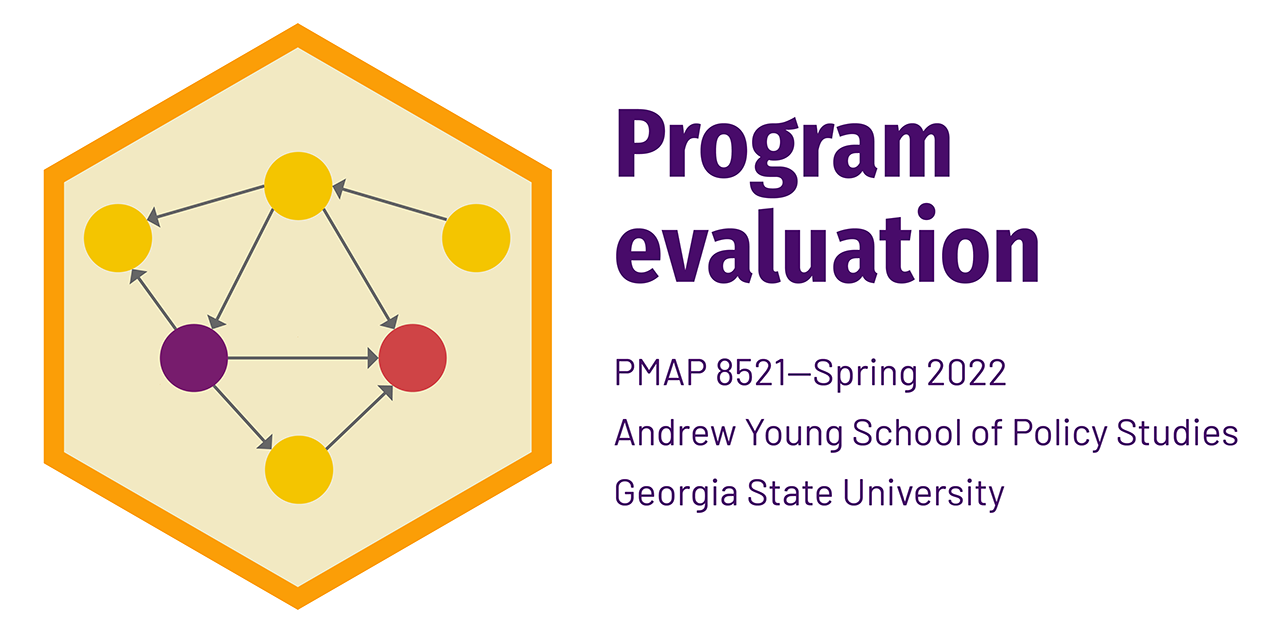 Program
evaluation
PMAP 8521—Spring 2022
Andrew Young School of Policy Studies
Georgia State University